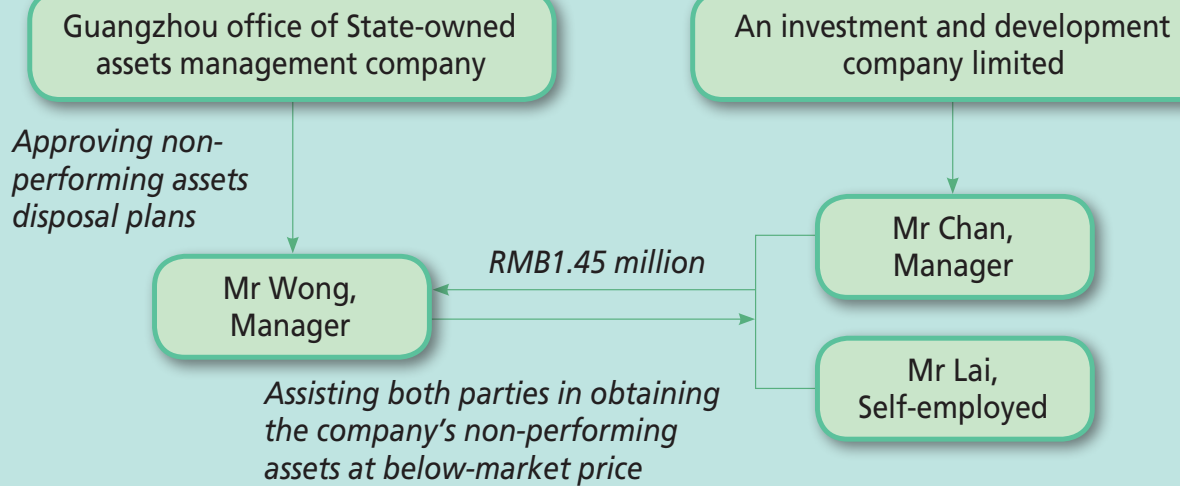 Guangzhou office of State-owned
assets management company
An investment and development
company limited
Approving non-
performing assets
disposal plans
Mr Chan,
Manager
RMB1.45 million
Mr Wong,
Manager
Mr Lai,
Self-employed
Assisting both parties in obtaining
the company’s non-performing
assets at below-market price